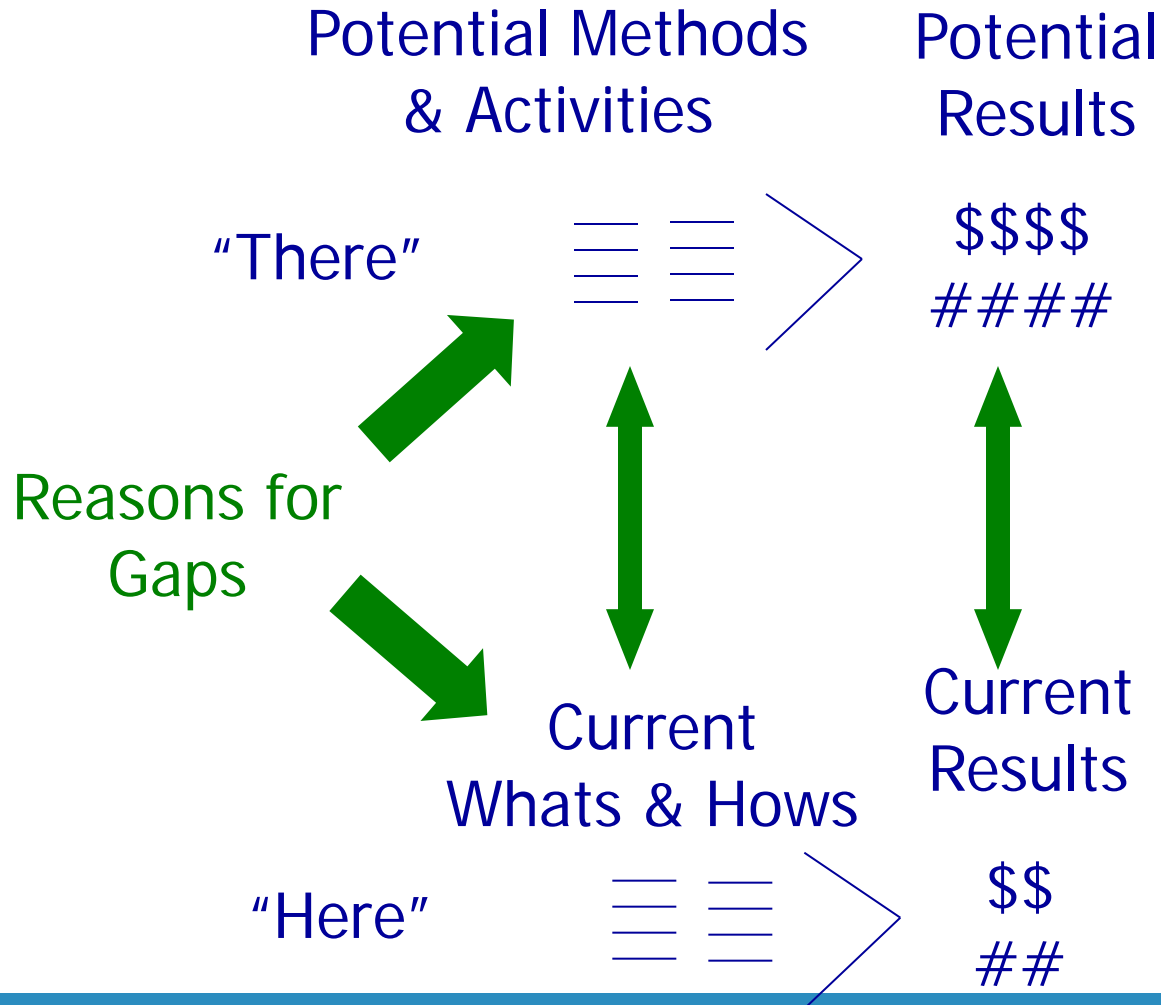 Potential Methods
& Activities
Potential
Results
“There”
$$$$
####
Reasons for
Gaps
Current
Whats & Hows
Current
Results
“Here”
$$
##